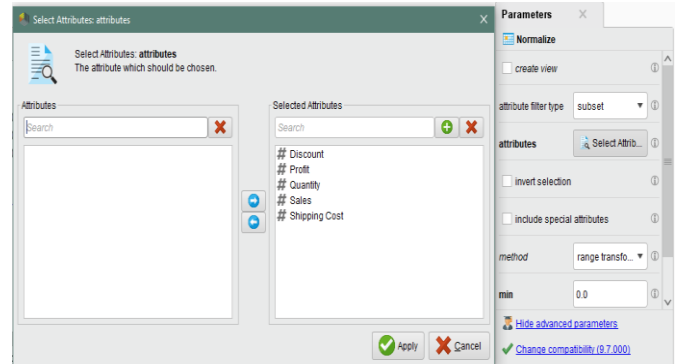 Select Attributes: attributes
Select Attributes: attributes
The attribute which should be chosen.
Attributes
Search
Selected Attributes
Search
# Discount
# Profit
# Quantity
# Sales
# Shipping Cost
Apply
Cancel
Parameters
Normalize
create view
attribute filter type
subset
attributes
Select Attrib...
invert selection
include special attributes
method
range transfo...
min
0.0
Hide advanced parameters
Change compatibility (9.7.000)